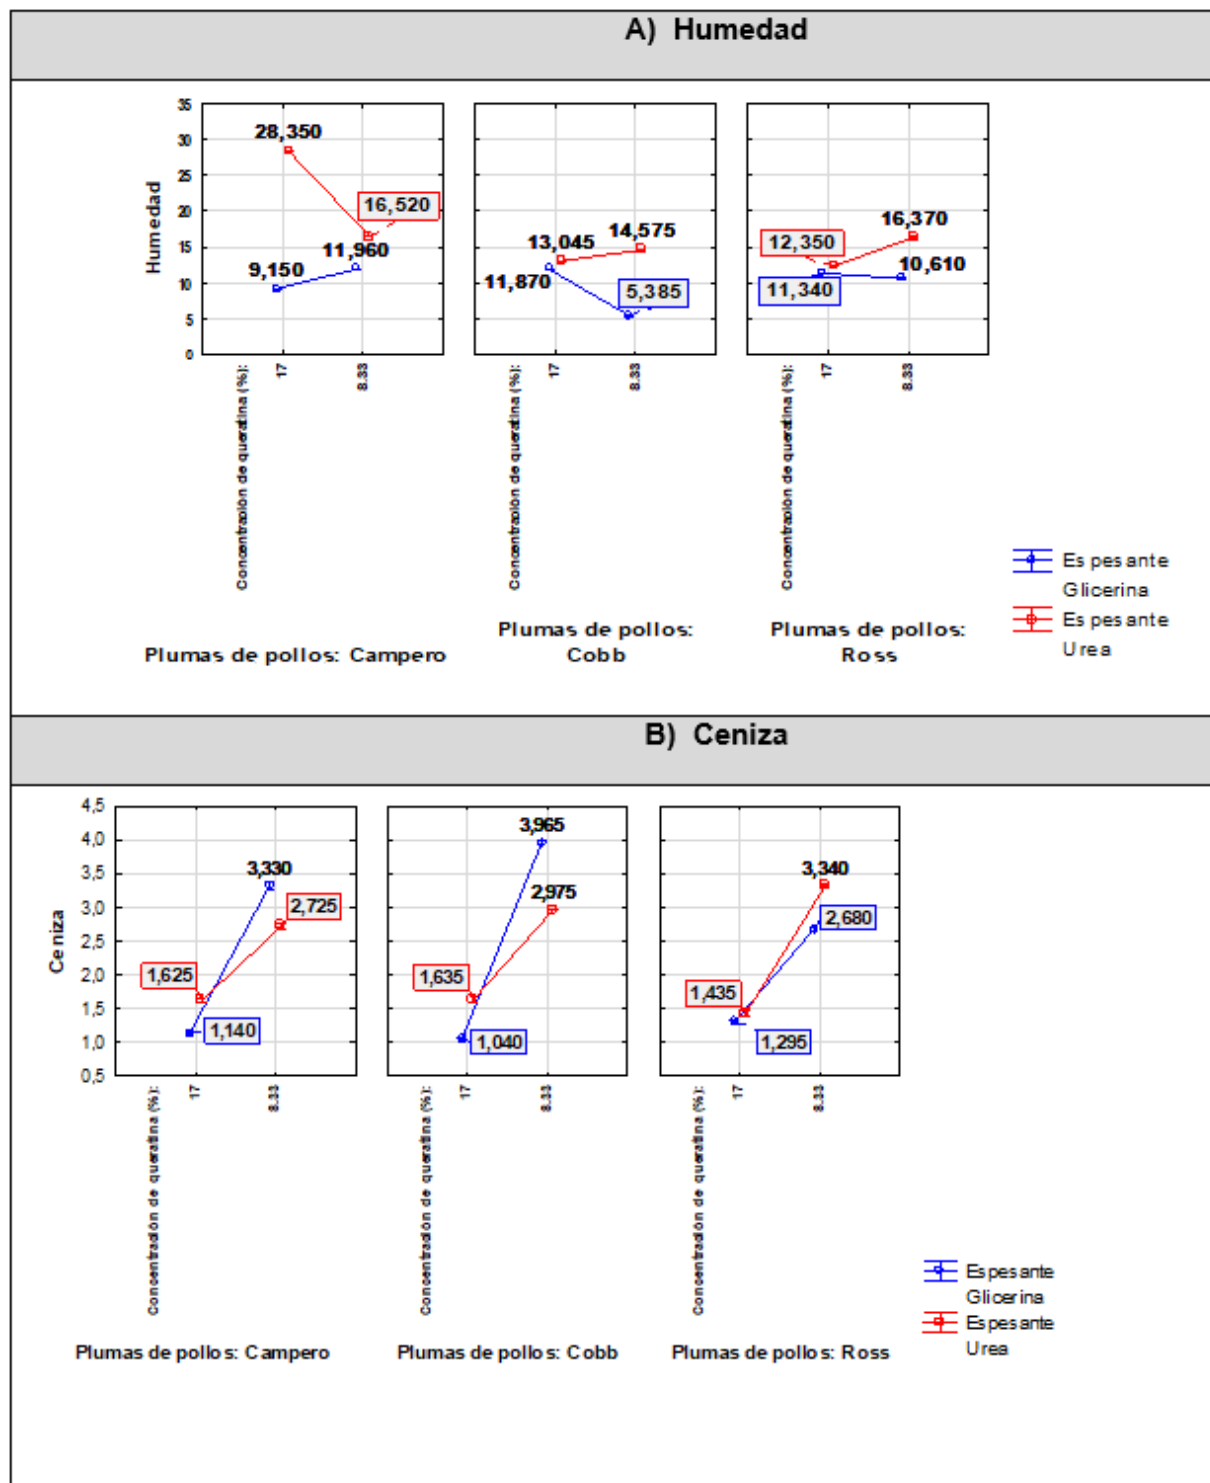 A) Humedad
Humedad
35
30
25
20
15
10
5
0
28,350
16,520
11,960
9,150
13,045
14,575
11,870
5,385
12,350
16,370
11,340
10,610
Concentración de queratina (%):
17
8.33
Concentración de queratina (%):
17
8.33
Concentración de queratina (%):
17
8.33
Plumas de pollos: Campero
Plumas de pollos:
Cobb
Plumas de pollos:
Ross
Espesante
Glicerina
Espesante
Urea
B) Ceniza
Ceniza
4,5
4,0
3,5
3,0
2,5
2,0
1,5
1,0
0,5
3,330
2,725
1,625
1,140
3,965
2,975
1,635
1,040
3,340
2,680
1,435
1,295
Concentración de queratina (%):
17
8.33
Concentración de queratina (%):
17
8.33
Concentración de queratina (%):
17
8.33
Espesante
Glicerina
Espesante
Urea
Plumas de pollos: Campero
Plumas de pollos: Cobb
Plumas de pollos: Ross